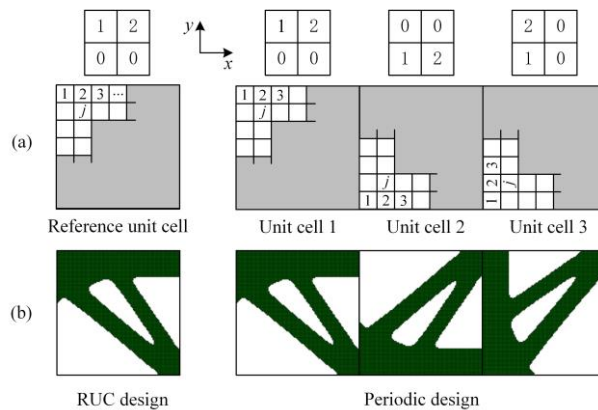 1 2 y 1 2 0 0 2 0
0 0 x 0 0 1 2 1 0
(a)
1 2 3 ... 1 2 3
j j
3
j 2 j
1 2 3 1
Reference unit cell Unit cell 1 Unit cell 2 Unit cell 3
(b)
RUC design Periodic design